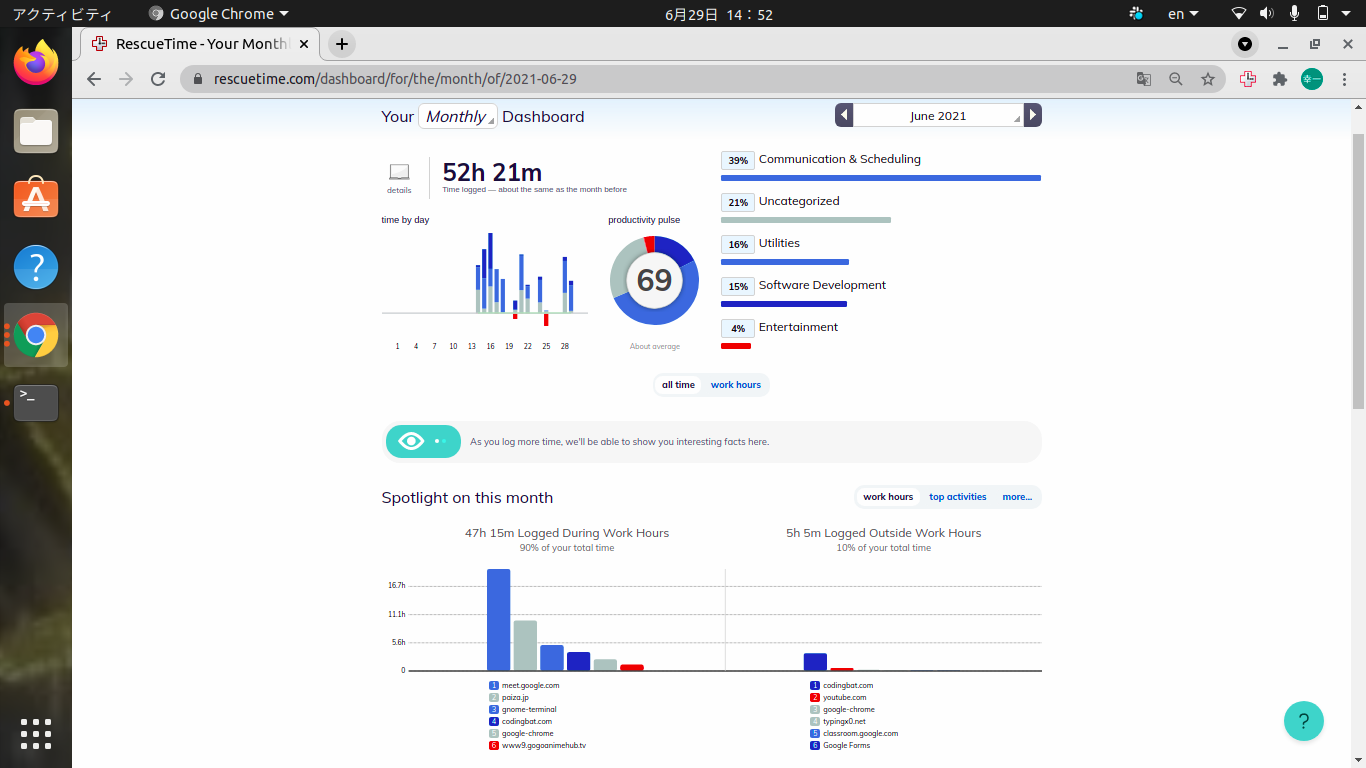 アクティビティ Google Chrome 6月29日 14：52 en
RescueTime - Your Month
rescuetime.com/dashboard/for/the/month/of/2021-06-29
Your Monthly Dashboard
June 2021
details
52h 21m
Time logged — about the same as the month before
time by day
1 4 7 10 13 16 19 22 25 28
productivity pulse
69
About average
39% Communication & Scheduling
21% Uncategorized
16% Utilities
15% Software Development
4% Entertainment
all time work hours
As you log more time, we'll be able to show you interesting facts here.
Spotlight on this month
work hours top activities more...
47h 15m Logged During Work Hours
90% of your total time
5h 5m Logged Outside Work Hours
10% of your total time
16.7h
11.1h
5.6h
0
1 meet.google.com
2 paiza.jp
3 gnome-terminal
4 codingbat.com
5 google-chrome
6 www9.gogoanimehub.tv
1 codingbat.com
2 youtube.com
3 google-chrome
4 typingx0.net
5 classroom.google.com
6 Google Forms
?
?
>_